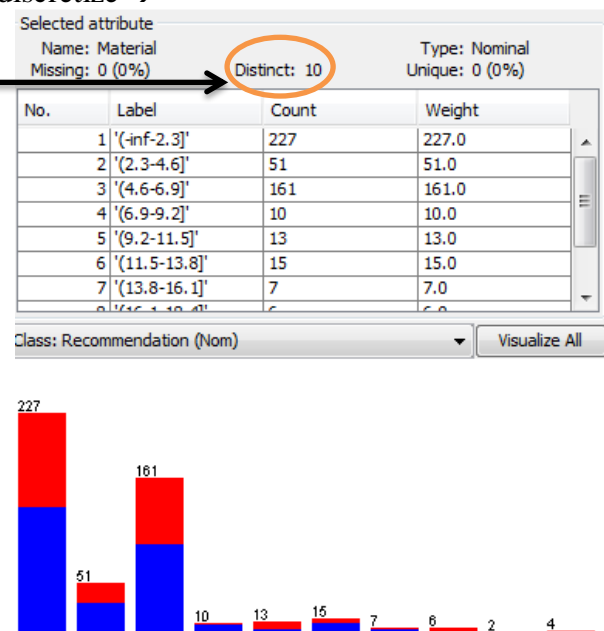 discretize
Selected attribute
Name: Material Type: Nominal
Missing: 0 (0%) Distinct: 10 Unique: 0 (0%)
No. Label Count Weight
1 '(-inf-2.3]' 227 227.0
2 '(2.3-4.6]' 51 51.0
3 '(4.6-6.9]' 161 161.0
4 '(6.9-9.2]' 10 10.0
5 '(9.2-11.5]' 13 13.0
6 '(11.5-13.8]' 15 15.0
7 '(13.8-16.1]' 7 7.0
Class: Recommendation (Nom) Visualize All
227
161
51
10 13 15 7 6 2 4